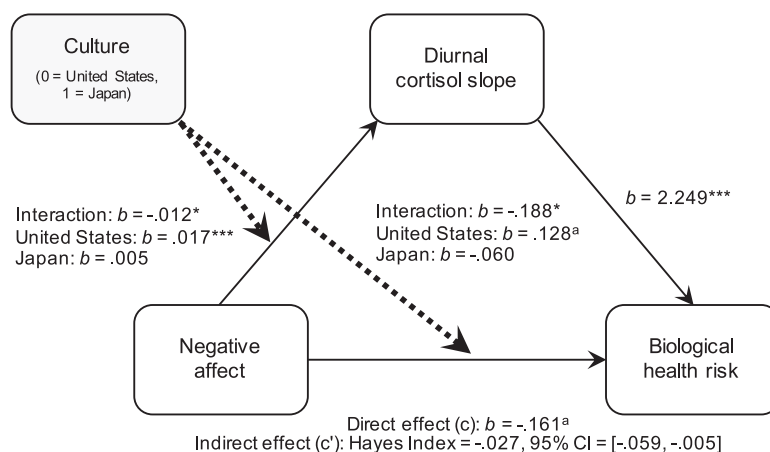 Culture
(0 = United States,
1 = Japan)
Diurnal
cortisol slope
Interaction: b = -.012*
United States: b = .017***
Japan: b = .005
Interaction: b = -.188*
United States: b = .128ᵃ
Japan: b = -.060
b = 2.249***
Negative
affect
Biological
health risk
Direct effect (c): b = -.161ᵃ
Indirect effect (c'): Hayes Index = -.027, 95% CI = [-.059, -.005]